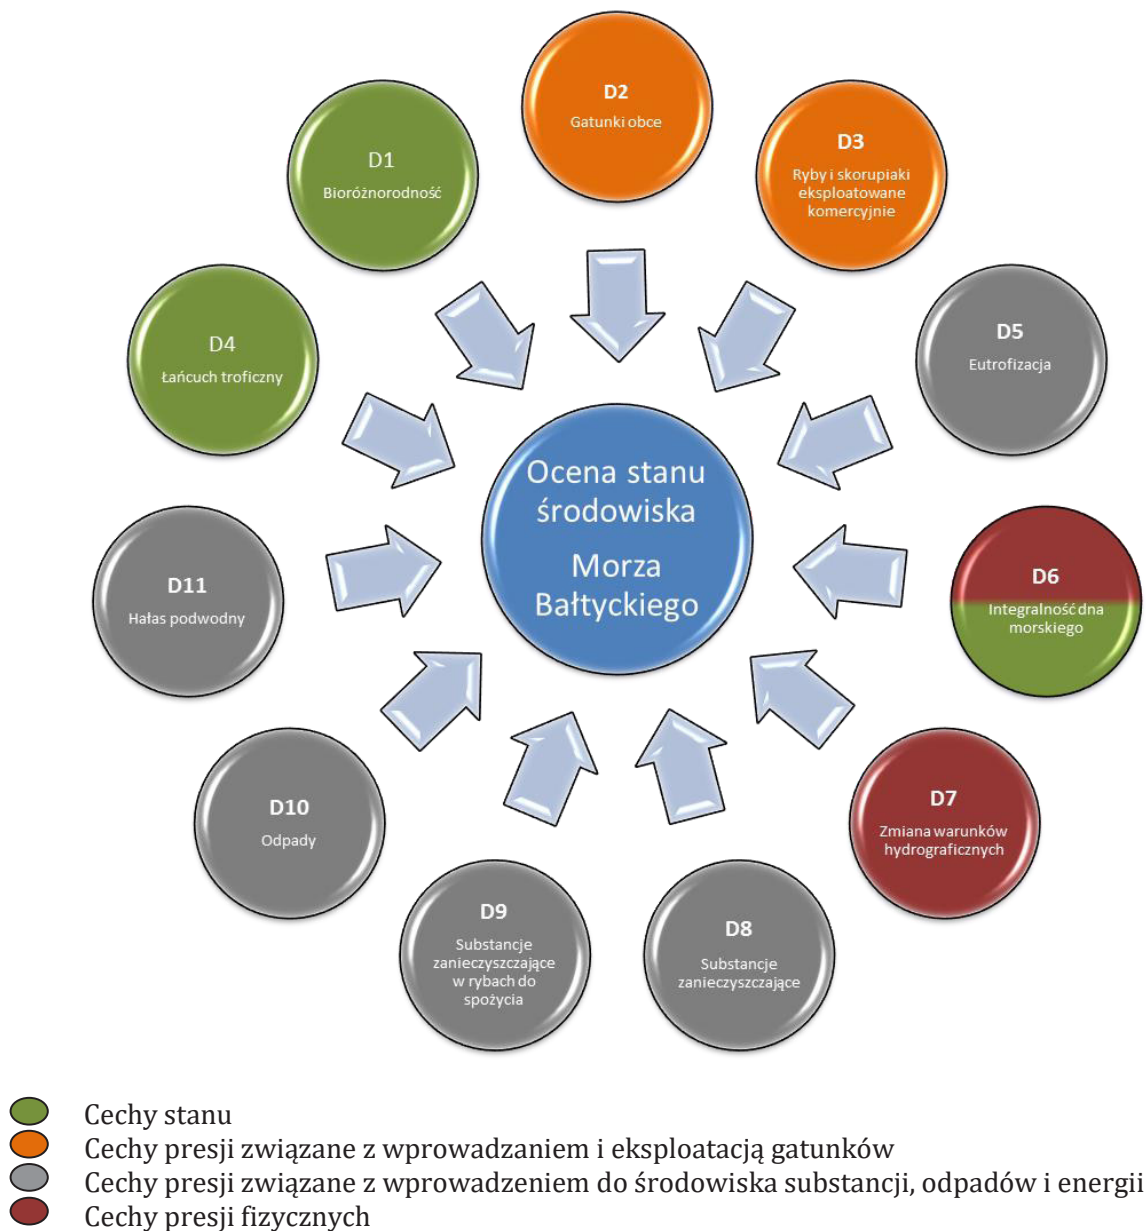 D2
Gatunki obce
D1
Bioróżnorodność
D3
Ryby i skorupiaki
eksploatowane
komercyjnie
D4
Łańcuch troficzny
D5
Eutrofizacja
Ocena stanu
środowiska
Morza
Bałtyckiego
D11
Hałas podwodny
D6
Integralność dna
morskiego
D10
Odpady
D7
Zmiana warunków
hydrograficznych
D9
Substancje
zanieczyszczające
w rybach do
spożycia
D8
Substancje
zanieczyszczające
Cechy stanu
Cechy presji związane z wprowadzaniem i eksploatacją gatunków
Cechy presji związane z wprowadzeniem do środowiska substancji, odpadów i energii
Cechy presji fizycznych